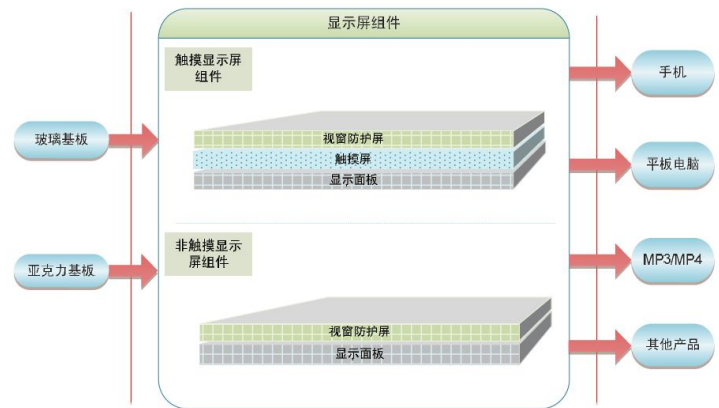 显示屏组件
触摸显示屏
组件
视窗防护屏
触摸屏
显示面板
非触摸显示
屏组件
视窗防护屏
显示面板
玻璃基板
亚克力基板
手机
平板电脑
MP3/MP4
其他产品